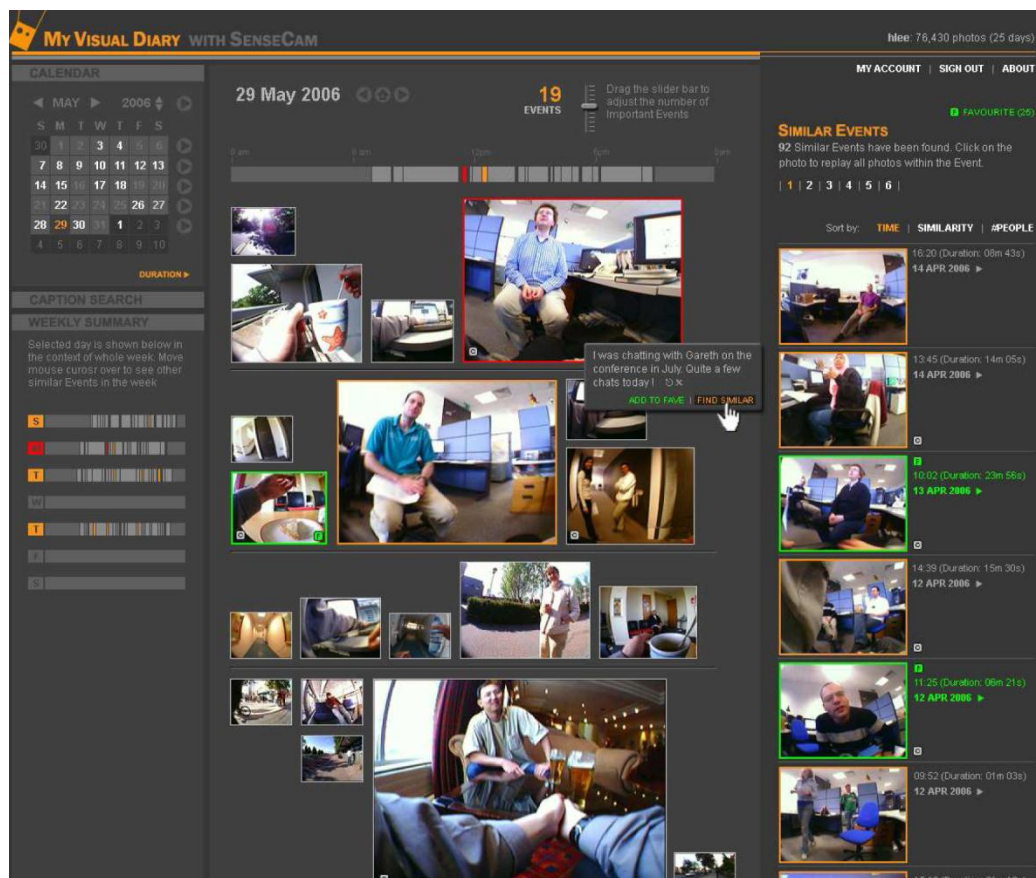 MY VISUAL DIARY WITH SENSECAM
hlee: 76,430 photos (25 days)
MY ACCOUNT | SIGN OUT | ABOUT
CALENDAR
MAY 2006
S M T W T F S
30 1 2 3 4 5 6
7 8 9 10 11 12 13
14 15 16 17 18 19 20
21 22 23 24 25 26 27
28 29 30 31 1 2 3
4 5 6 7 8 9 10
DURATION
CAPTION SEARCH
WEEKLY SUMMARY
Selected day is shown below in
the context of whole week. Move
mouse curosr over to see other
similar Events in the week
S
T
W
T
F
S
29 May 2006
19
EVENTS
Drag the slider bar to
adjust the number of
Important Events
0 am
6 am
12pm
6pm
0am
I was chatting with Gareth on the
conference in July. Quite a few
chats today !
ADD TO FAVE | FIND SIMILAR
F
F FAVOURITE (25)
SIMILAR EVENTS
92 Similar Events have been found. Click on the
photo to replay all photos within the Event.
| 1 | 2 | 3 | 4 | 5 | 6 |
Sort by: TIME | SIMILARITY | #PEOPLE
16:20 (Duration: 08m 43s)
14 APR 2006
13:45 (Duration: 14m 05s)
14 APR 2006
F
10:02 (Duration: 23m 56s)
13 APR 2006
14:39 (Duration: 15m 30s)
12 APR 2006
F
11:25 (Duration: 06m 21s)
12 APR 2006
09:52 (Duration: 01m 03s)
12 APR 2006